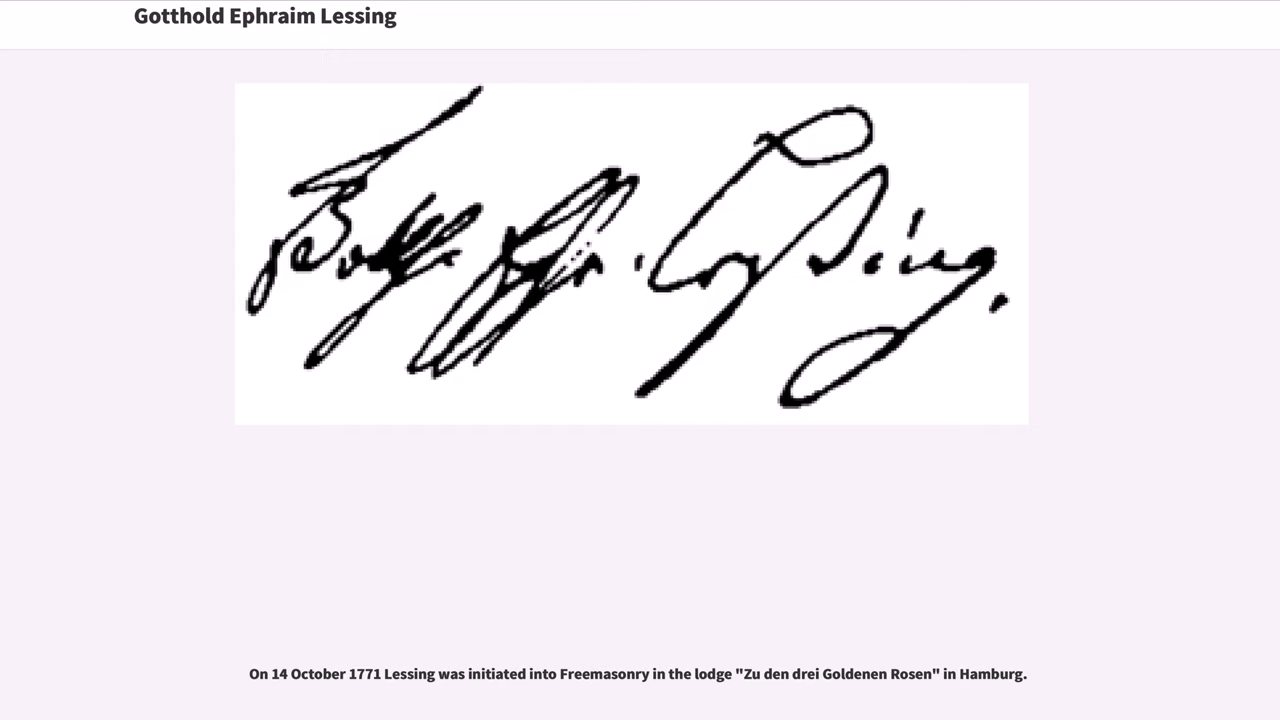 Gotthold Ephraim Lessing
On 14 October 1771 Lessing was initiated into Freemasonry in the lodge "Zu den drei Goldenen Rosen" in Hamburg.